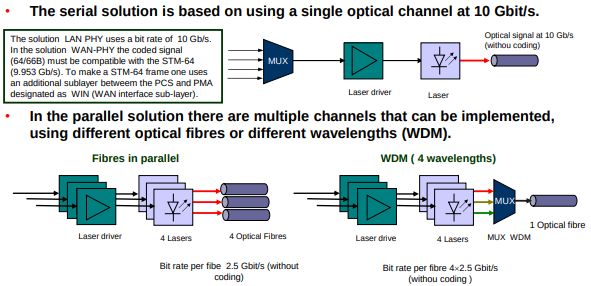 • The serial solution is based on using a single optical channel at 10 Gbit/s.
The solution LAN PHY uses a bit rate of 10 Gb/s.
In the solution WAN-PHY the coded signal
(64/66B) must be compatible with the STM-64
(9.953 Gb/s). To make a STM-64 frame one uses
an additional sublayer betweem the PCS and PMA
designated as WIN (WAN interface sub-layer).
MUX
Laser driver
Laser
Optical signal at 10 Gb/s
(withou coding)
• In the parallel solution there are multiple channels that can be implemented,
using different optical fibres or different wavelengths (WDM).
Fibres in parallel
Laser drive
4 Lasers
4 Optical Fibres
Bit rate per fibe 2.5 Gbit/s (without
coding)
WDM ( 4 wavelengths)
MUX
Laser drive
4 Lasers
MUX WDM
1 Optical fibre
Bit rate per fibre 4×2.5 Gbit/s
(withou coding )